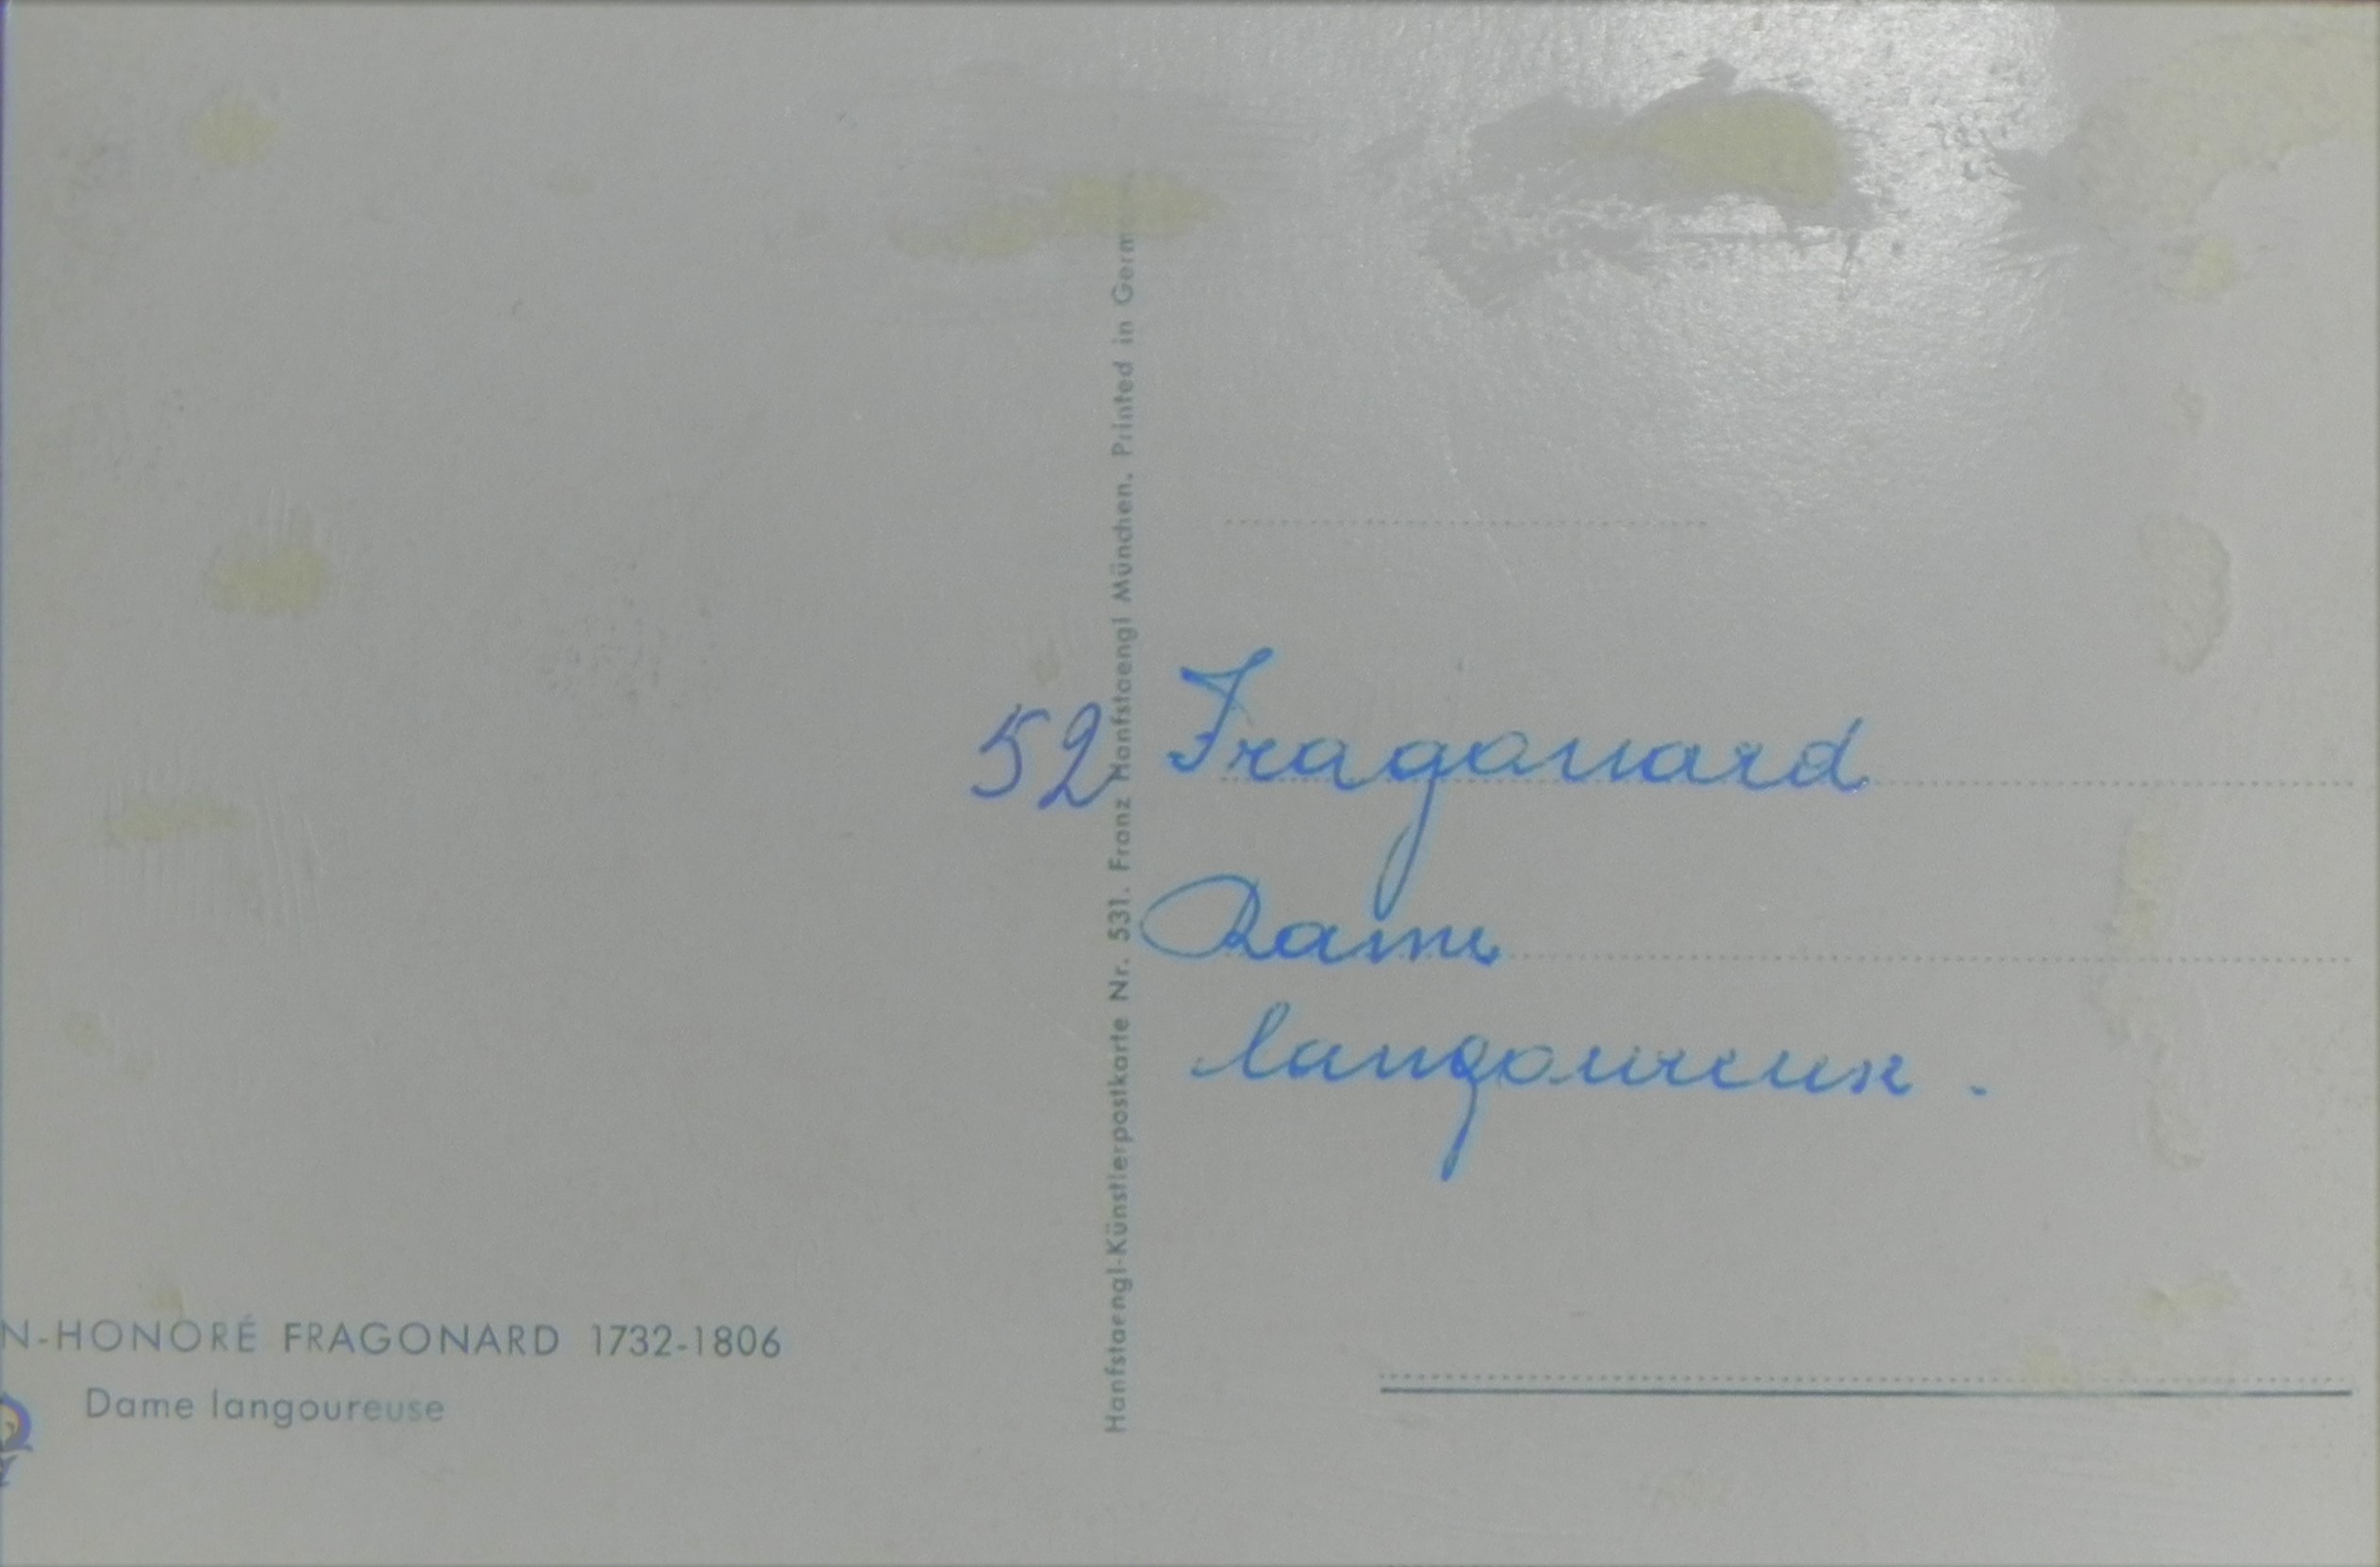 N-HONORÉ FRAGONARD 1732-1806
Dame langoureuse
Hanfstaengl-Künstlerpostkarte Nr. 531. Franz Hanfstaengl München. Printed in Germ
52 Fragonard
Dame
langoureuse.